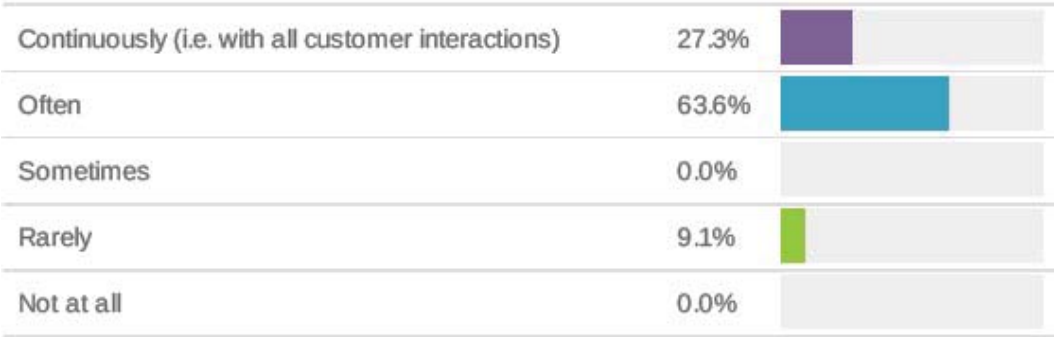 Continuously (i.e. with all customer interactions) 27.3%
Often 63.6%
Sometimes 0.0%
Rarely 9.1%
Not at all 0.0%